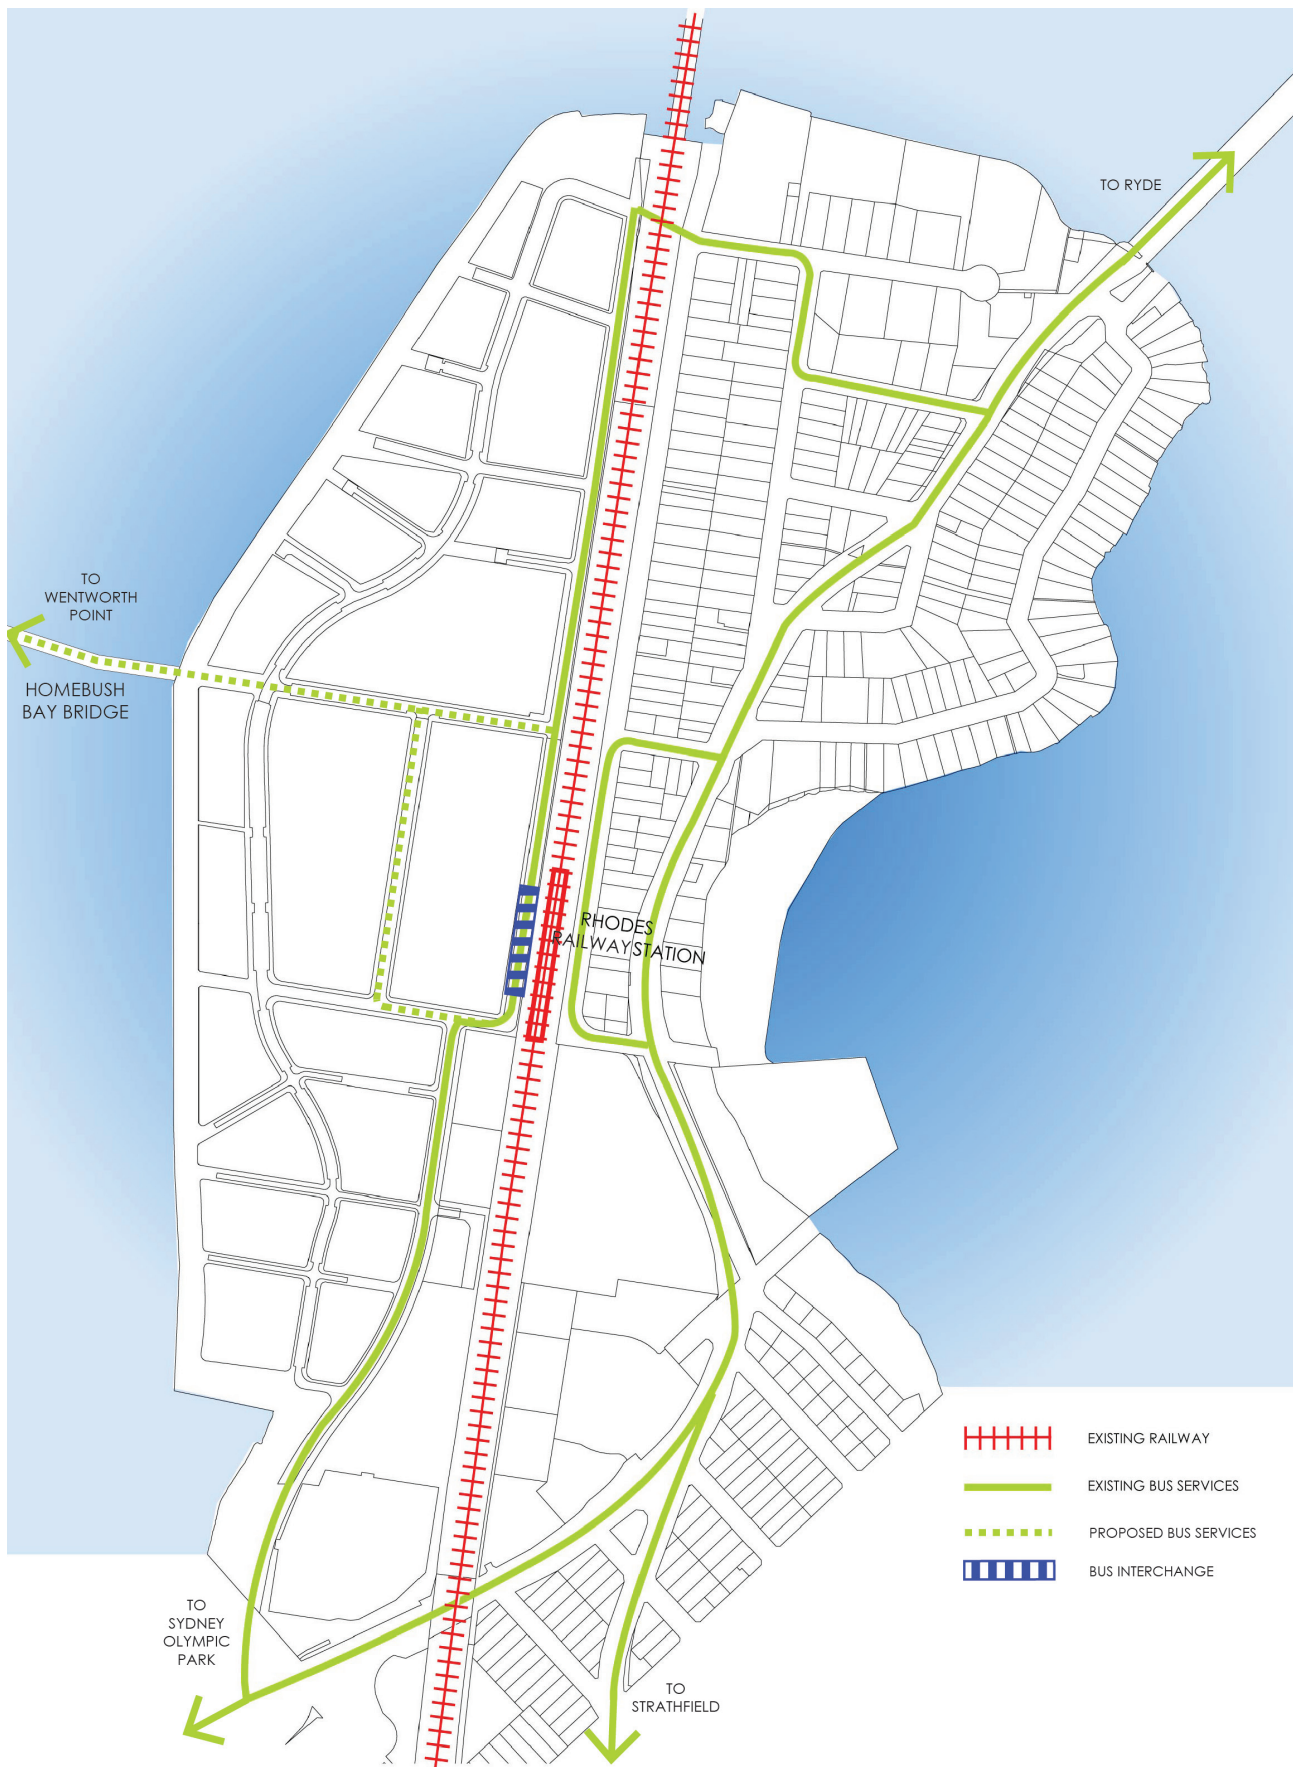 TO RYDE
TO
WENTWORTH
POINT
HOMEBUSH
BAY BRIDGE
RHODES
RAILWAY STATION
EXISTING RAILWAY
EXISTING BUS SERVICES
PROPOSED BUS SERVICES
BUS INTERCHANGE
TO
SYDNEY
OLYMPIC
PARK
TO
STRATHFIELD